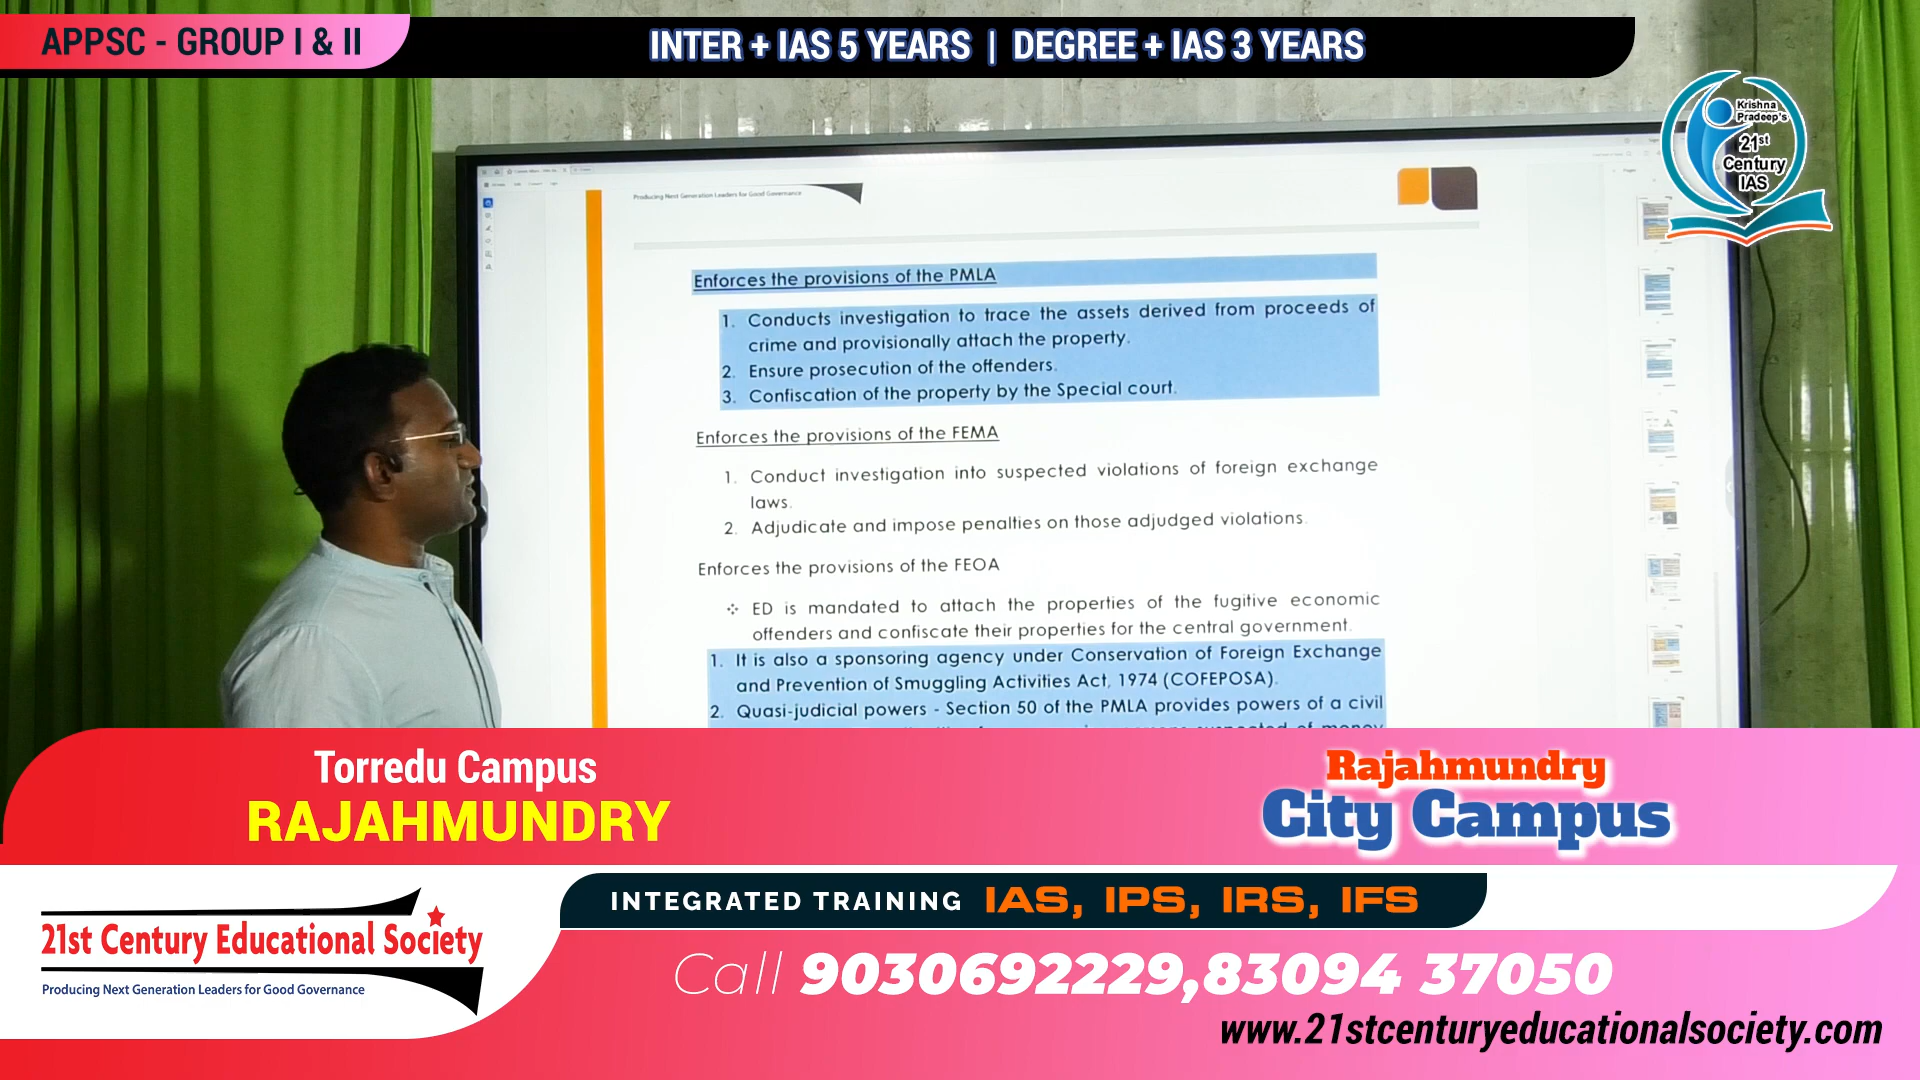 APPSC - GROUP I & II
INTER + IAS 5 YEARS | DEGREE + IAS 3 YEARS
Krishna
Pradeep's
21st
Century
IAS
Producing Next Generation Leaders for Good Governance
Enforces the provisions of the PMLA
1. Conducts investigation to trace the assets derived from proceeds of
crime and provisionally attach the property.
2. Ensure prosecution of the offenders.
3. Confiscation of the property by the Special court.
Enforces the provisions of the FEMA
1. Conduct investigation into suspected violations of foreign exchange
laws.
2. Adjudicate and impose penalties on those adjudged violations.
Enforces the provisions of the FEOA
❖ ED is mandated to attach the properties of the fugitive economic
offenders and confiscate their properties for the central government.
1. It is also a sponsoring agency under Conservation of Foreign Exchange
and Prevention of Smuggling Activities Act, 1974 (COFEPOSA).
2. Quasi-judicial powers - Section 50 of the PMLA provides powers of a civil
Torredu Campus
RAJAHMUNDRY
Rajahmundry
City Campus
INTEGRATED TRAINING IAS, IPS, IRS, IFS
21st Century Educational Society
Producing Next Generation Leaders for Good Governance
Call 9030692229,83094 37050
www.21stcenturyeducationalsociety.com